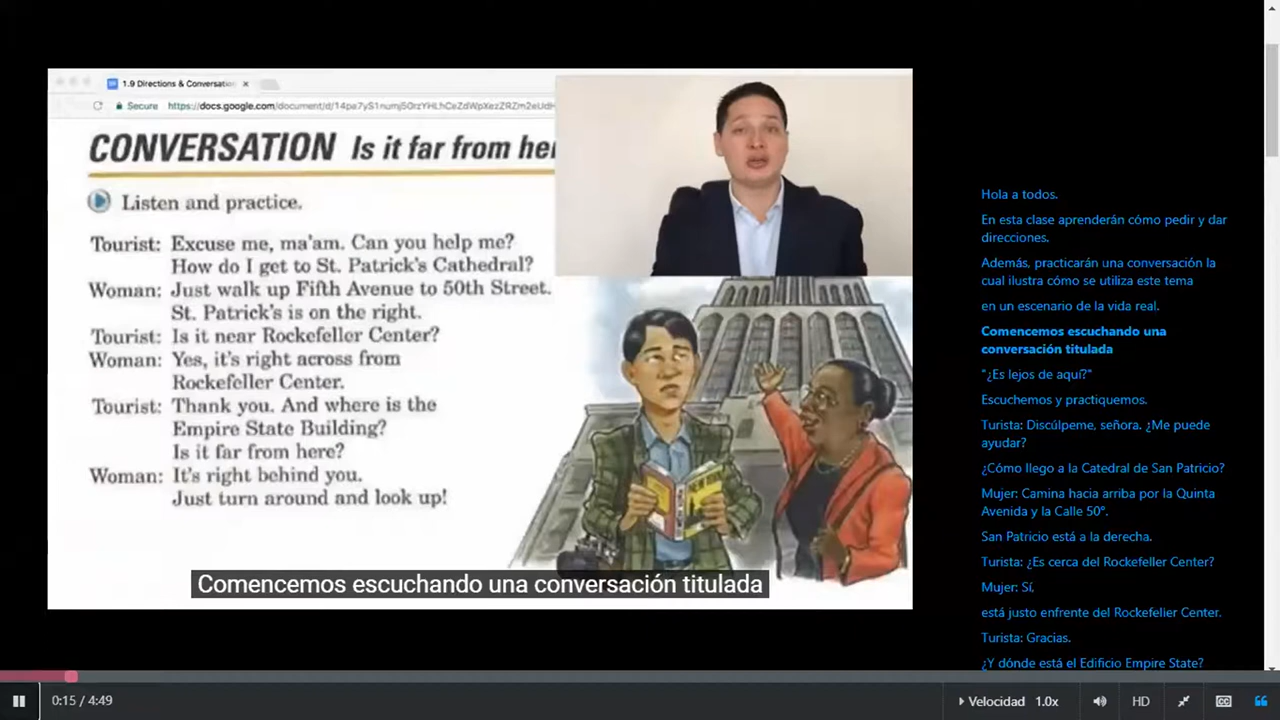 1.9 Directions & Conversatio
Secure https://docs.google.com/document/d/
CONVERSATION Is it far from her
Listen and practice.
Tourist: Excuse me, ma'am. Can you help me?
How do I get to St. Patrick's Cathedral?
Woman: Just walk up Fifth Avenue to 50th Street.
St. Patrick's is on the right.
Tourist: Is it near Rockefeller Center?
Woman: Yes, it's right across from
Rockefeller Center.
Tourist: Thank you. And where is the
Empire State Building?
Is it far from here?
Woman: It's right behind you.
Just turn around and look up!
Comencemos escuchando una conversación titulada
Hola a todos.
En esta clase aprenderán cómo pedir y dar
direcciones,
Además, practicarán una conversación la
cual ilustra cómo se utiliza este tema
en un escenario de la vida real.
Comencemos escuchando una
conversación titulada
"¿Es lejos de aquí?"
Escuchemos y practiquemos.
Turista: Discúlpeme, señora. ¿Me puede
ayudar?
¿Cómo llego a la Catedral de San Patricio?
Mujer: Camina hacia arriba por la Quinta
Avenida y la Calle 50°.
San Patricio está a la derecha.
Turista: ¿Es cerca del Rockefeller Center?
Mujer: Sí,
está justo enfrente del Rockefeller Center.
Turista: Gracias.
¿Y dónde está el Edificio Empire State?
0:15 / 4:49
Velocidad 1.0x
HD
CC